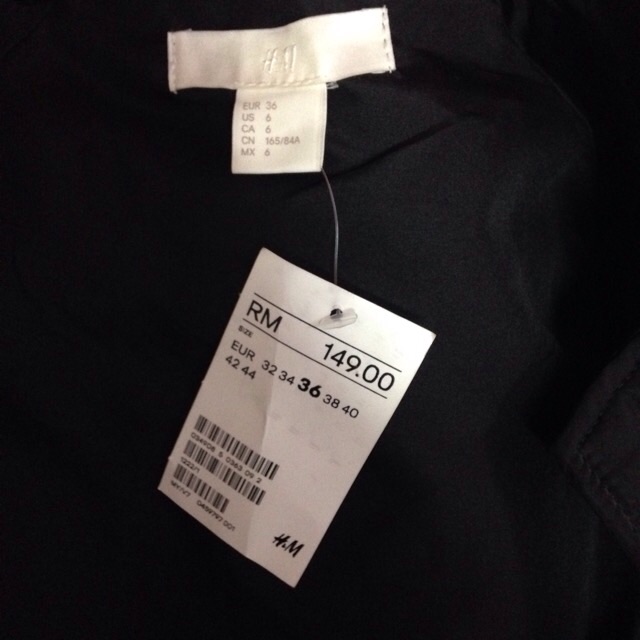 H&M
EUR 36
US 6
CA 6
CN 165/84A
MX 6
RM 149.00
SIZE
EUR 32 34 36 38 40
42 44
H&M